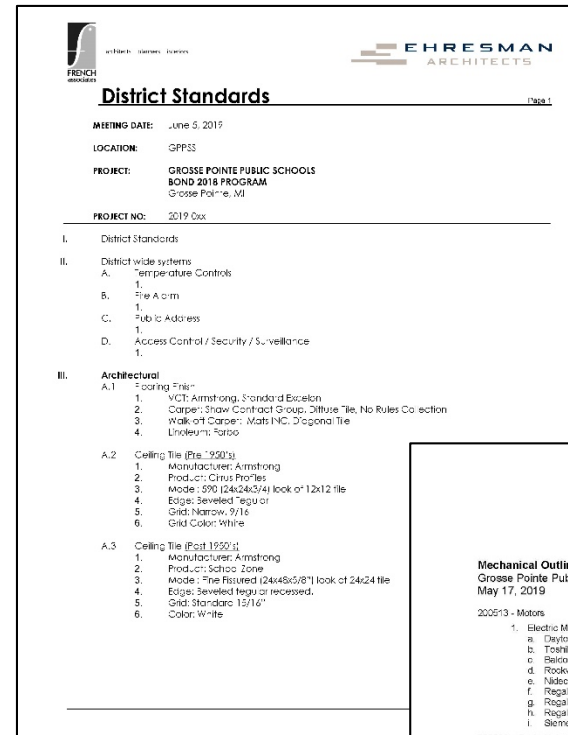 FRENCH
associates
EHRESMAN
ARCHITECTS
District Standards
Page 1
MEETING DATE: June 5, 2019
LOCATION: GPPSS
PROJECT: GROSSE POINTE PUBLIC SCHOOLS
BOND 2018 PROGRAM
Grosse Pointe, MI
PROJECT NO: 2019 0xx
I. District Standards
II. District wide systems
A. Temperature Controls
1.
B. Fire Alarm
1.
C. Public Address
1.
D. Access Control / Security / Surveillance
1.
III. Architectural
A.1 Flooring Finish
1. VCT: Armstrong, Standard Excelon
2. Carpet: Shaw Contract Group, Diffuse Tile, No Rules Collection
3. Walk-off Carpet: Mats INC. Diagonal Tile
4. Linoleum: Forbo
A.2 Ceiling Tile (Pre 1950's)
1. Manufacturer: Armstrong
2. Product: Cirrus Profiles
3. Model: 590 (24x24x3/4) look of 12x12 tile
4. Edge: Beveled Tegular
5. Grid: Narrow, 9/16
6. Grid Color: White
A.3 Ceiling Tile (Post 1950's)
1. Manufacturer: Armstrong
2. Product: School Zone
3. Model: Fine Fissured (24x48x5/8") look of 24x24 tile
4. Edge: Beveled tegular recessed.
5. Grid: Standard 15/16"
6. Color: White
Mechanical Outli
Grosse Pointe Pub
May 17, 2019
200513 - Motors
1. Electric M
a. Dayto
b. Toshi
c. Baldo
d. Rockw
e. Nidec
f. Regal
g. Regal
h. Regal
i. Sieme